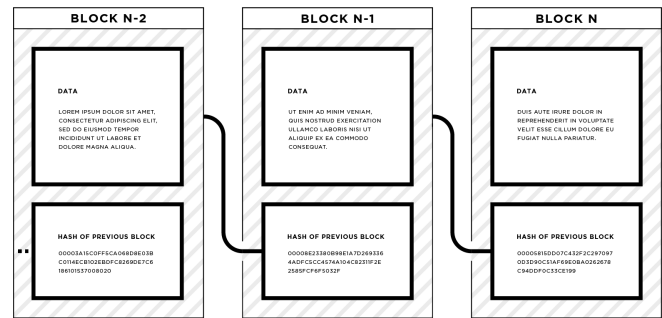 BLOCK N-2
DATA
LOREM IPSUM DOLOR SIT AMET,
CONSECTETUR ADIPISCING ELIT,
SED DO EIUSMOD TEMPOR
INCIDIDUNT UT LABORE ET
DOLORE MAGNA ALIQUA.
HASH OF PREVIOUS BLOCK
00003A15C0FF5CA068D8E03B
C014ECB102EBDFC8269DE7C6
186101537008020
BLOCK N-1
DATA
UT ENIM AD MINIM VENIAM,
QUIS NOSTRUD EXERCITATION
ULLAMCO LABORIS NISI UT
ALIQUIP EX EA COMMODO
CONSEQUAT.
HASH OF PREVIOUS BLOCK
00008E23380B98E1A7D269336
4ADFC5CC4574A104C82311F2E
2585FCF6F5032F
BLOCK N
DATA
DUIS AUTE IRURE DOLOR IN
REPREHENDERIT IN VOLUPTATE
VELIT ESSE CILLUM DOLORE EU
FUGIAT NULLA PARIATUR.
HASH OF PREVIOUS BLOCK
00005815DD07C432F2C297097
0D3D90C51AF69E0BA0262678
C94DDF0C33CE199